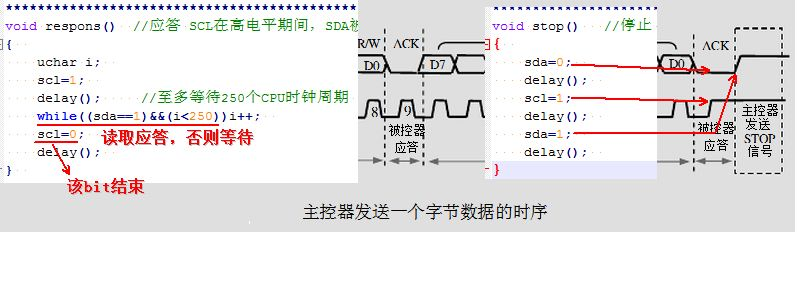 void respons()  //应答 SCL在高电平期间，SDA被
{
uchar i;
scl=1;
delay();    //至多等待250个CPU时钟周期
while((sda==1)&&(i<250))i++;
scl=0;  读取应答，否则等待
delay();
}
该bit结束
R/W
ACK
D0
D7
8
9
被控器
应答
void stop()  //停止
{
sda=0;
delay();
scl=1;
delay();
sda=1;
delay();
}
D0
ACK
被控器
应答
主控器
发送
STOP
信号
主控器发送一个字节数据的时序